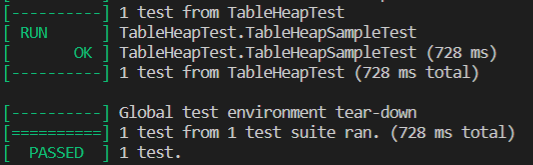 [----------] 1 test from TableHeapTest
[ RUN      ] TableHeapTest.TableHeapSampleTest
[       OK ] TableHeapTest.TableHeapSampleTest (728 ms)
[----------] 1 test from TableHeapTest (728 ms total)
[----------] Global test environment tear-down
[==========] 1 test from 1 test suite ran. (728 ms total)
[  PASSED  ] 1 test.